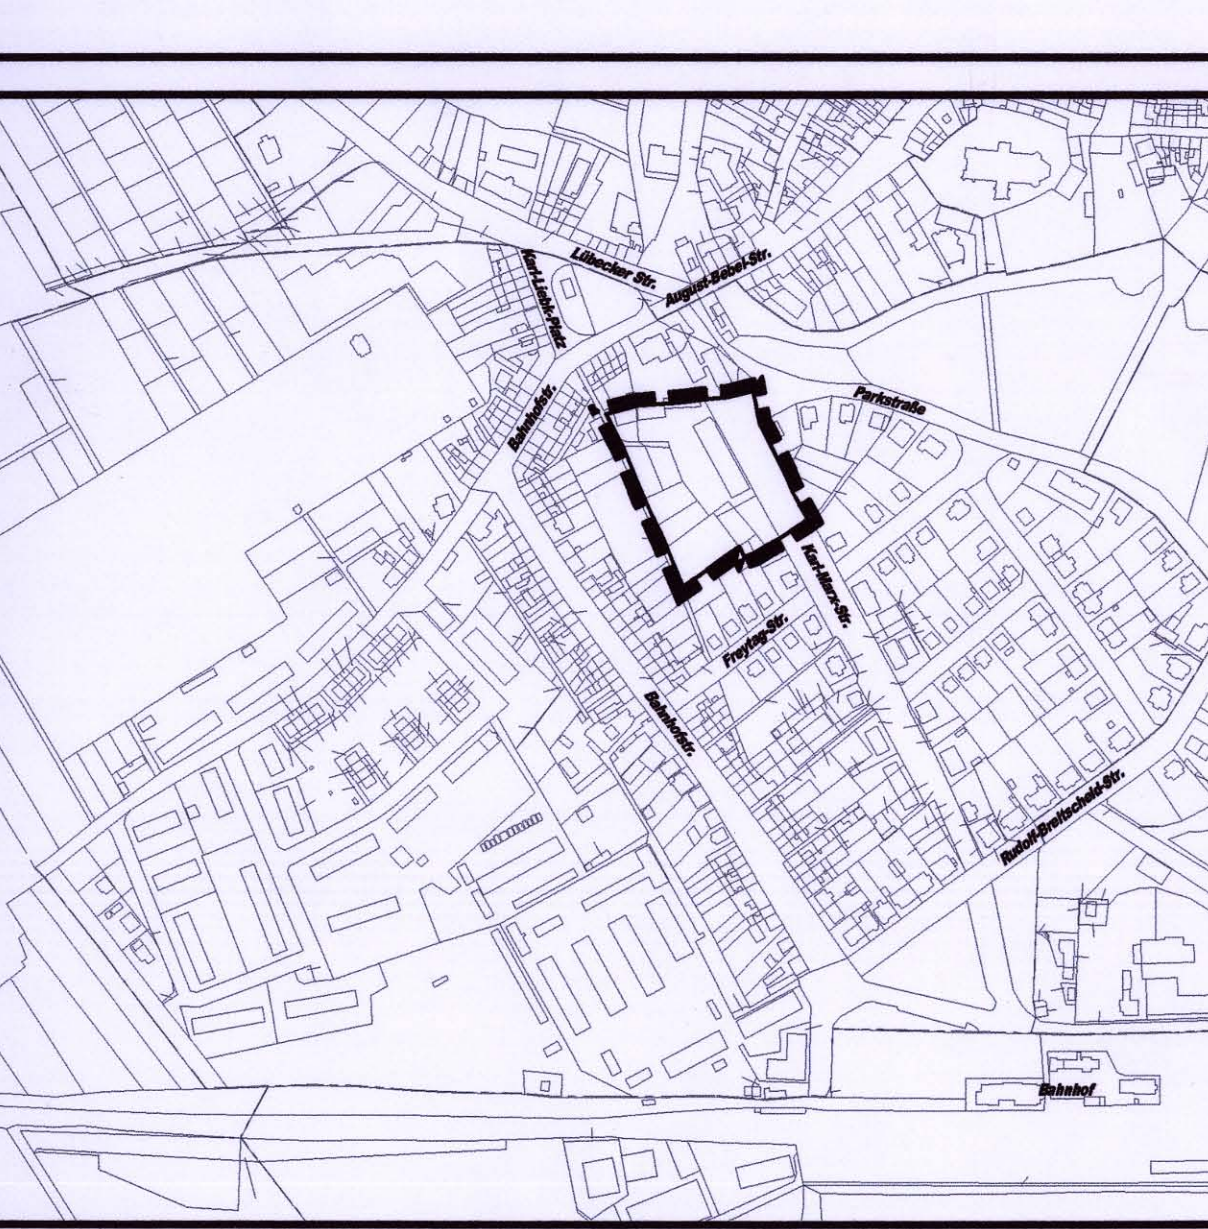 Lübecker Str.
August-Bebel-Str.
Karl-Liebk-Platz
Bahnhofstr.
Parkstraße
Karl-Marx-Str.
Freytag-Str.
Bahnhofstr.
Rudolf-Breitscheid-Str.
Bahnhof